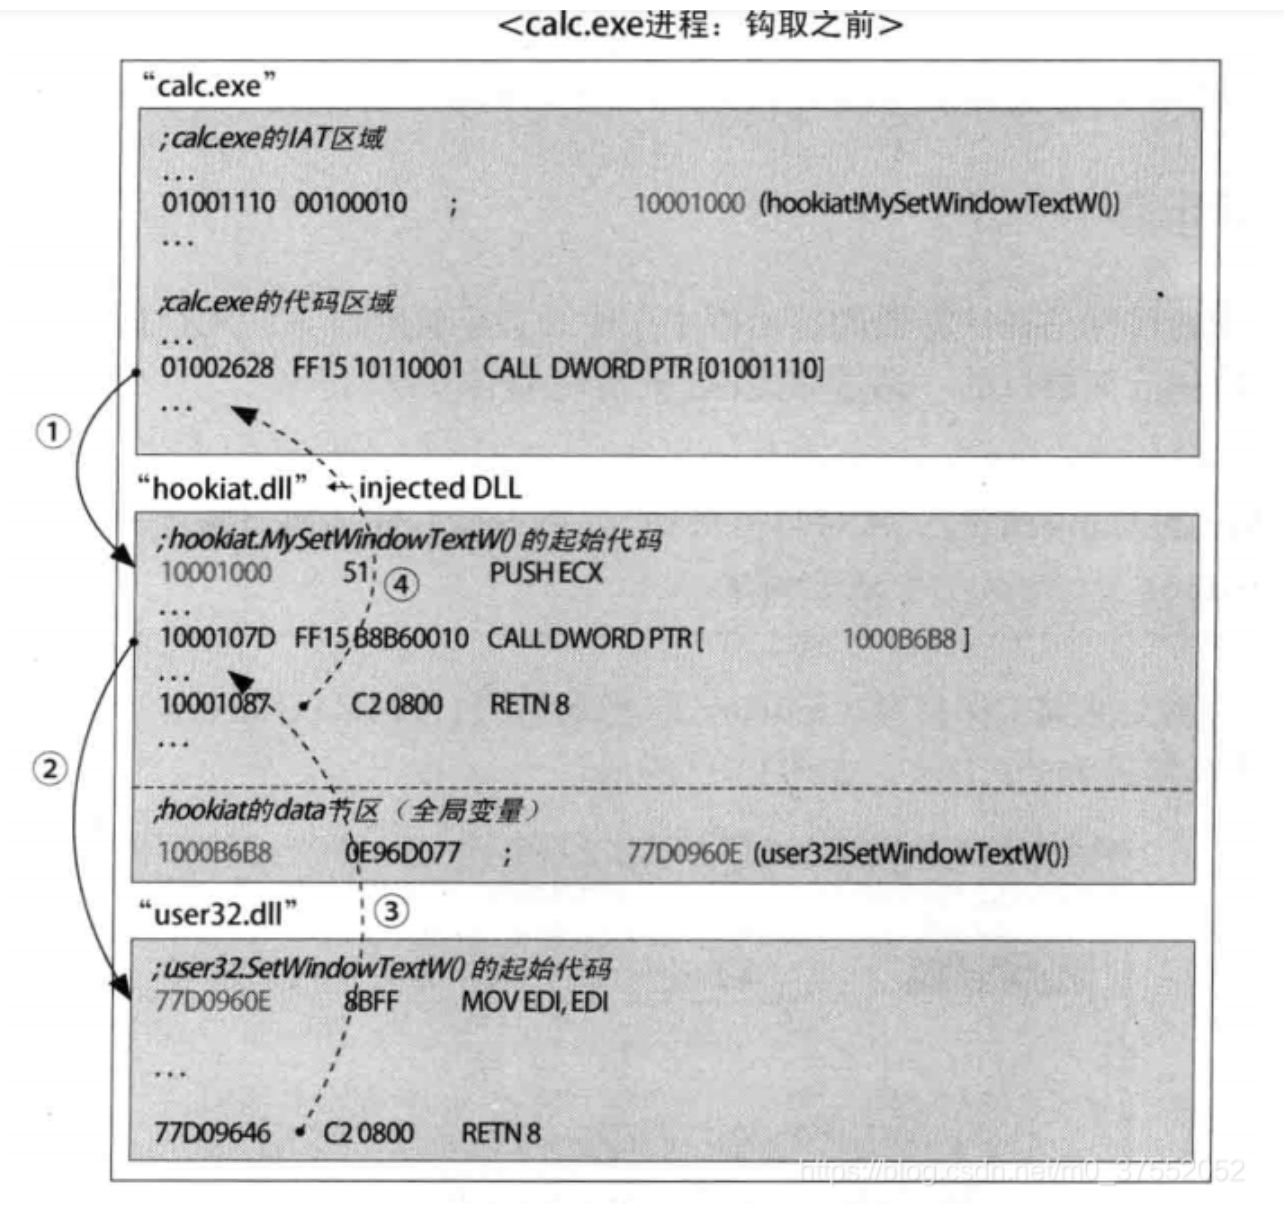 <calc.exe进程：钩取之前>
“calc.exe”
;calc.exe的IAT区域
...
01001110 00100010 ; 10001000 (hookiat!MySetWindowTextW())
...
;calc.exe的代码区域
...
01002628 FF15 10110001 CALL DWORD PTR [01001110]
...
①
“hookiat.dll” injected DLL
;hookiat.MySetWindowTextW() 的起始代码
10001000 51 PUSH ECX
④
...
1000107D FF15 B8B60010 CALL DWORD PTR [ 1000B6B8 ]
...
10001087 C2 0800 RETN 8
...
②
;hookiat的data节区（全局变量）
1000B6B8 0E96D077 ; 77D0960E (user32!SetWindowTextW())
“user32.dll”
③
;user32.SetWindowTextW() 的起始代码
77D0960E 8BFF MOV EDI, EDI
...
77D09646 C2 0800 RETN 8
https://blog.csdn.net/m0_37552052